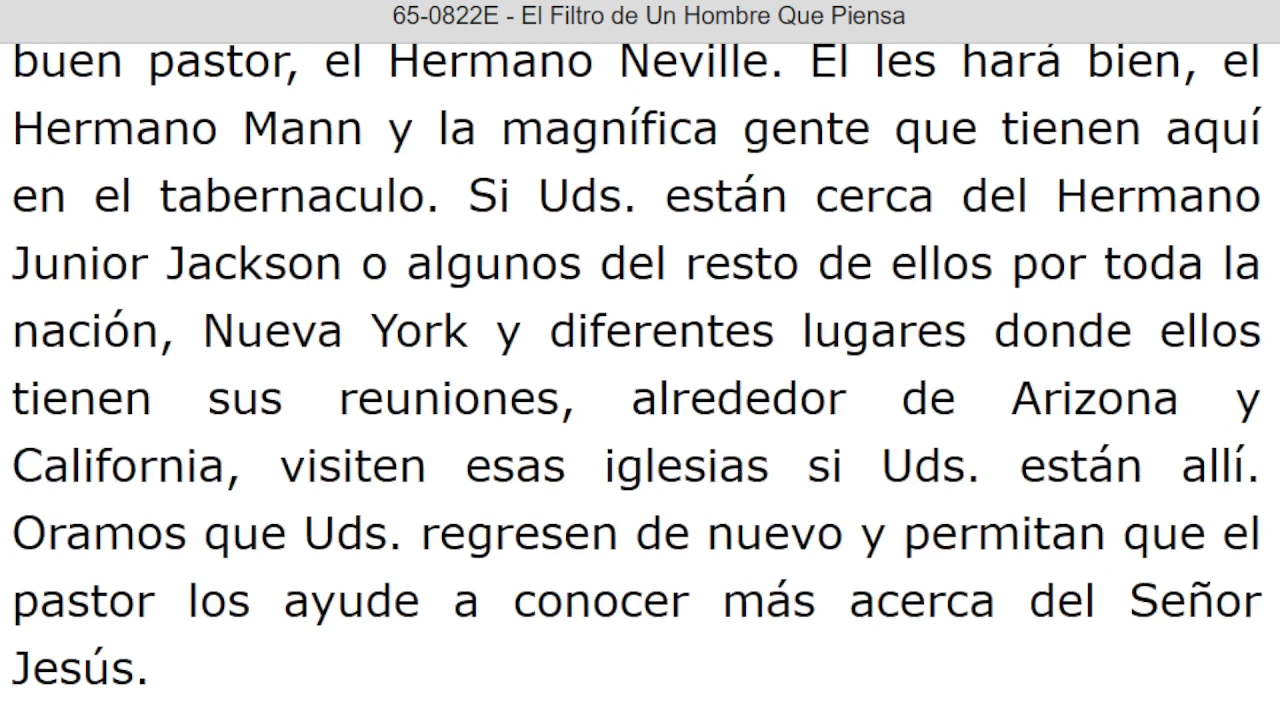 65-0822E - El Filtro de Un Hombre Que Piensa
buen pastor, el Hermano Neville. El les hará bien, el
Hermano Mann y la magnífica gente que tienen aquí
en el tabernaculo. Si Uds. están cerca del Hermano
Junior Jackson o algunos del resto de ellos por toda la
nación, Nueva York y diferentes lugares donde ellos
tienen sus reuniones, alrededor de Arizona y
California, visiten esas iglesias si Uds. están allí.
Oramos que Uds. regresen de nuevo y permitan que el
pastor los ayude a conocer más acerca del Señor
Jesús.